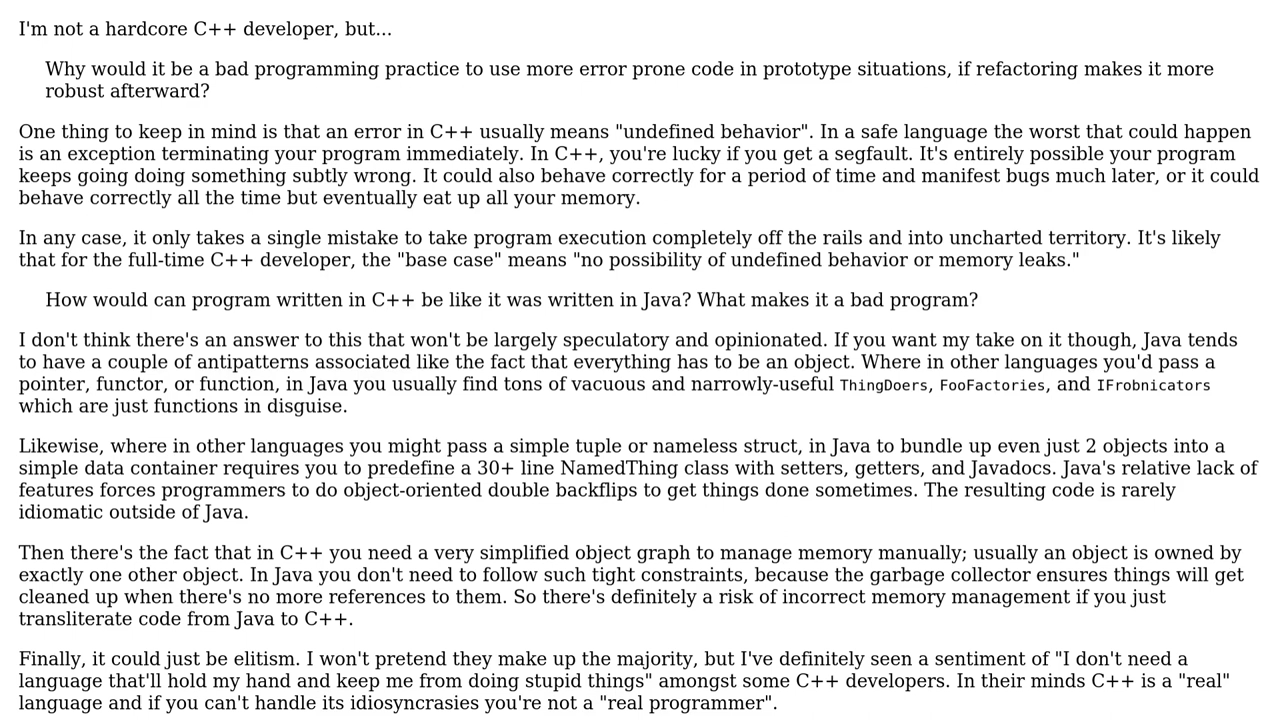 I'm not a hardcore C++ developer, but...
Why would it be a bad programming practice to use more error prone code in prototype situations, if refactoring makes it more
robust afterward?
One thing to keep in mind is that an error in C++ usually means "undefined behavior". In a safe language the worst that could happen
is an exception terminating your program immediately. In C++, you're lucky if you get a segfault. It's entirely possible your program
keeps going doing something subtly wrong. It could also behave correctly for a period of time and manifest bugs much later, or it could
behave correctly all the time but eventually eat up all your memory.
In any case, it only takes a single mistake to take program execution completely off the rails and into uncharted territory. It's likely
that for the full-time C++ developer, the "base case" means "no possibility of undefined behavior or memory leaks."
How would can program written in C++ be like it was written in Java? What makes it a bad program?
I don't think there's an answer to this that won't be largely speculatory and opinionated. If you want my take on it though, Java tends
to have a couple of antipatterns associated like the fact that everything has to be an object. Where in other languages you'd pass a
pointer, functor, or function, in Java you usually find tons of vacuous and narrowly-useful ThingDoers, FooFactories, and IFrobnicators
which are just functions in disguise.
Likewise, where in other languages you might pass a simple tuple or nameless struct, in Java to bundle up even just 2 objects into a
simple data container requires you to predefine a 30+ line NamedThing class with setters, getters, and Javadocs. Java's relative lack of
features forces programmers to do object-oriented double backflips to get things done sometimes. The resulting code is rarely
idiomatic outside of Java.
Then there's the fact that in C++ you need a very simplified object graph to manage memory manually; usually an object is owned by
exactly one other object. In Java you don't need to follow such tight constraints, because the garbage collector ensures things will get
cleaned up when there's no more references to them. So there's definitely a risk of incorrect memory management if you just
transliterate code from Java to C++.
Finally, it could just be elitism. I won't pretend they make up the majority, but I've definitely seen a sentiment of "I don't need a
language that'll hold my hand and keep me from doing stupid things" amongst some C++ developers. In their minds C++ is a "real"
language and if you can't handle its idiosyncrasies you're not a "real programmer".